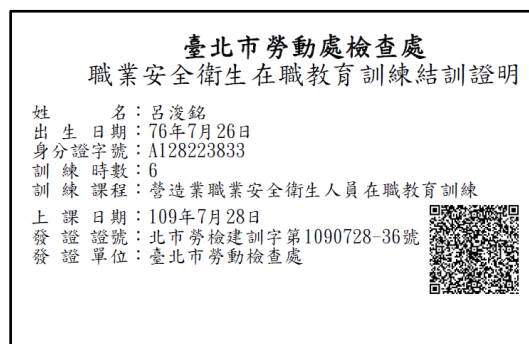 臺北市勞動處檢查處
職業安全衛生在職教育訓練結訓證明
姓名：呂浚銘
出生日期：76年7月26日
身分證字號：A128223833
訓練時數：6
訓練課程：營造業職業安全衛生人員在職教育訓練
上課日期：109年7月28日
發證證號：北市勞檢建訓字第1090728-36號
發證單位：臺北市勞動檢查處